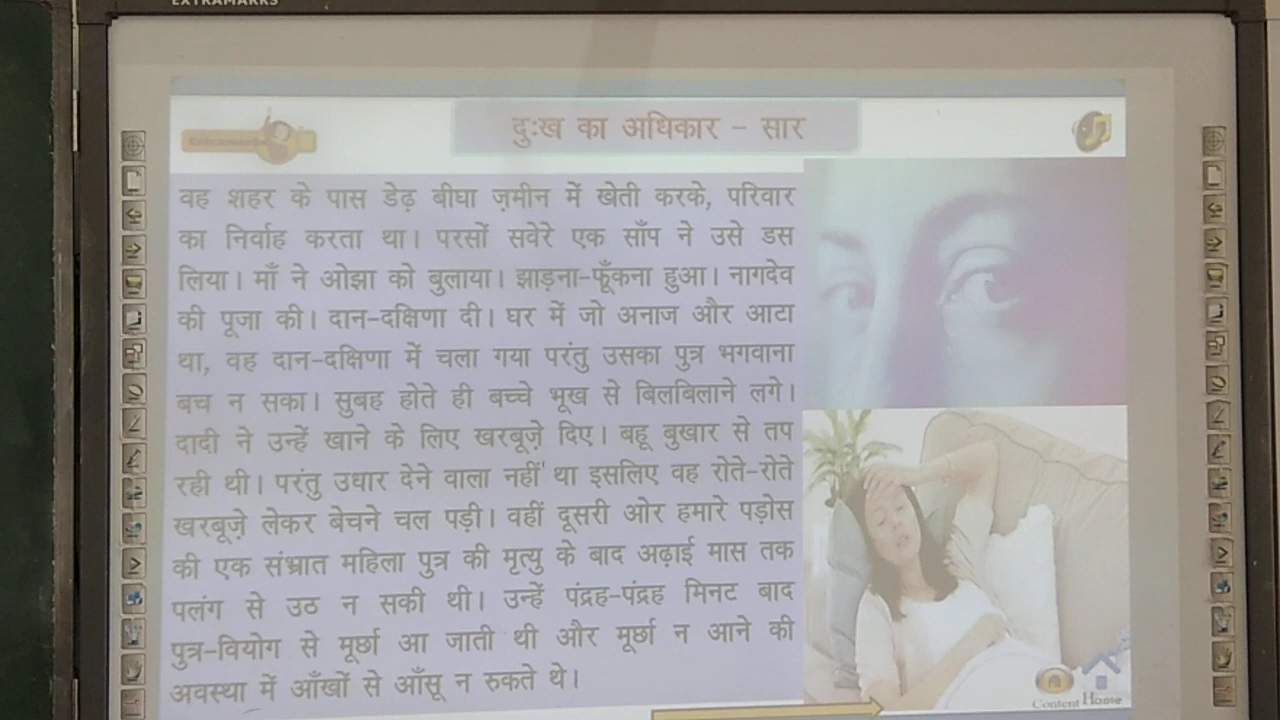 EXTRAMARKS
दुःख का अधिकार – सार
वह शहर के पास डेढ़ बीघा ज़मीन में खेती करके, परिवार
का निर्वाह करता था। परसों सवेरे एक साँप ने उसे डस
लिया। माँ ने ओझा को बुलाया। झाड़ना-फूँकना हुआ। नागदेव
की पूजा की। दान-दक्षिणा दी। घर में जो अनाज और आटा
था, वह दान-दक्षिणा में चला गया परंतु उसका पुत्र भगवाना
बच न सका। सुबह होते ही बच्चे भूख से बिलबिलाने लगे।
दादी ने उन्हें खाने के लिए खरबूज़े दिए। बहू बुखार से तप
रही थी। परंतु उधार देने वाला नहीं था इसलिए वह रोते-रोते
खरबूज़े लेकर बेचने चल पड़ी। वहीं दूसरी ओर हमारे पड़ोस
की एक संभ्रात महिला पुत्र की मृत्यु के बाद अढ़ाई मास तक
पलंग से उठ न सकी थी। उन्हें पंद्रह-पंद्रह मिनट बाद
पुत्र-वियोग से मूर्छा आ जाती थी और मूर्छा न आने की
अवस्था में आँखों से आँसू न रुकते थे।
Content Home